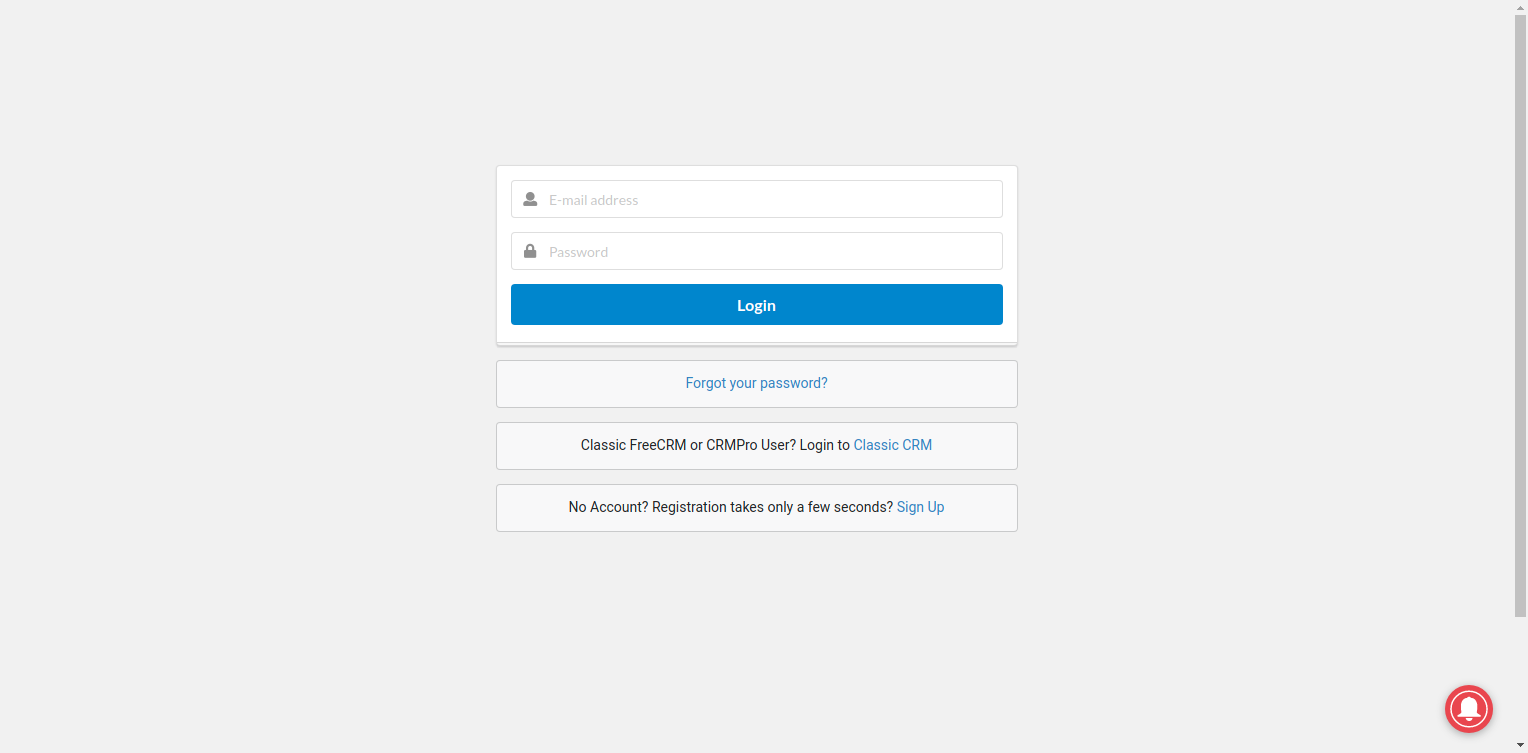 E-mail address
Password
Login
Forgot your password?
Classic FreeCRM or CRMPro User? Login to Classic CRM
No Account? Registration takes only a few seconds? Sign Up